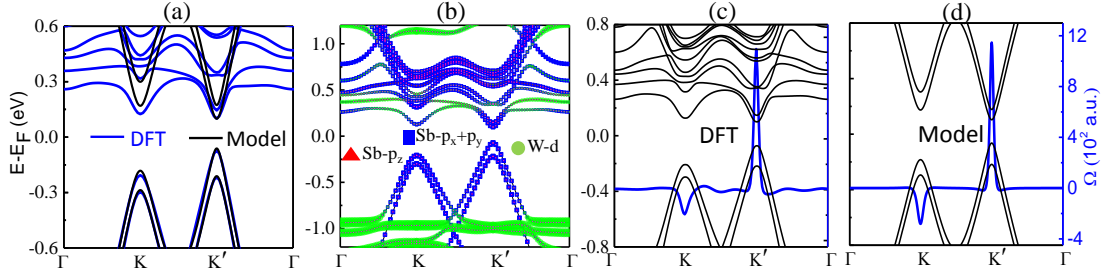 (a) (b) (c) (d)
E-E_F (eV)
0.6
0.3
0.0
-0.3
-0.6
DFT Model
Γ K K′ Γ
1.0
0.5
0.0
-0.5
-1.0
Sb-p_x+p_y
Sb-p_z
W-d
Γ K K′ Γ
0.8
0.4
0.0
-0.4
-0.8
DFT
Γ K K′ Γ
Model
12
8
4
0
-4
Ω (10² a.u.)
Γ K K′ Γ